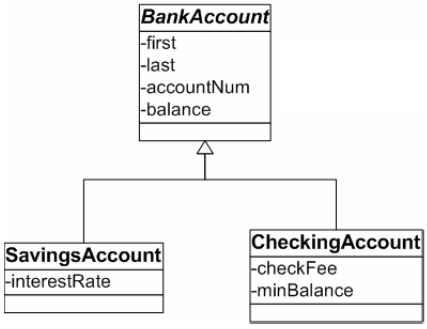 BankAccount
-first
-last
-accountNum
-balance
SavingsAccount
-interestRate
CheckingAccount
-checkFee
-minBalance